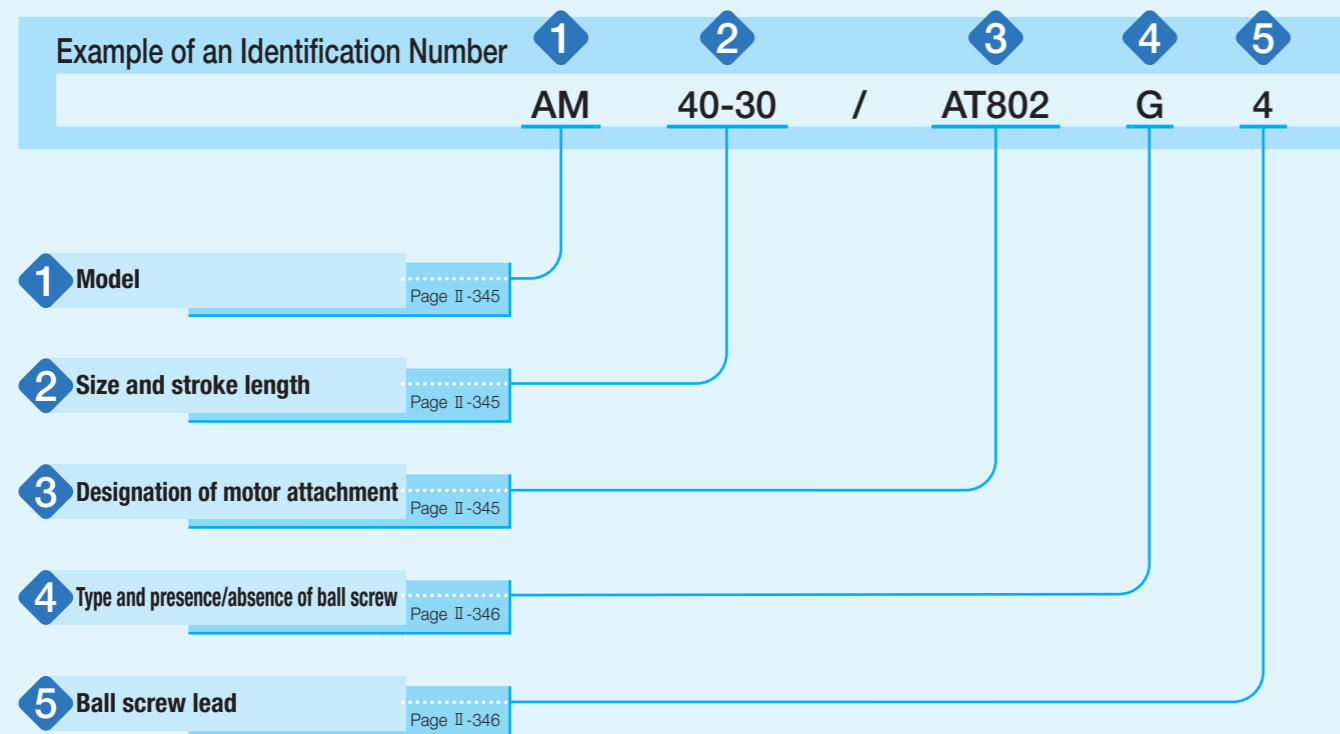 Example of an Identification Number 1 2 3 4 5
AM 40-30 / AT802 G 4
1 Model
Page Ⅱ-345
2 Size and stroke length
Page Ⅱ-345
3 Designation of motor attachment
Page Ⅱ-345
4 Type and presence/absence of ball screw
Page Ⅱ-346
5 Ball screw lead
Page Ⅱ-346